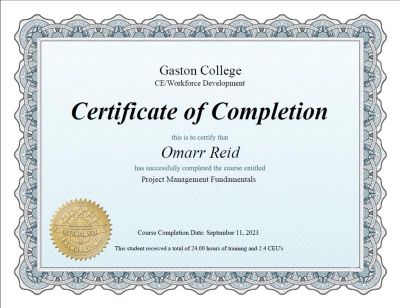 Gaston College
CE/Workforce Development
Certificate of Completion
this is to certify that
Omarr Reid
has successfully completed the course entitled
Project Management Fundamentals
OFFICIAL SEAL
EXCELLENCE
Course Completion Date: September 11, 2023
This student received a total of 24.00 hours of training and 2.4 CEU's